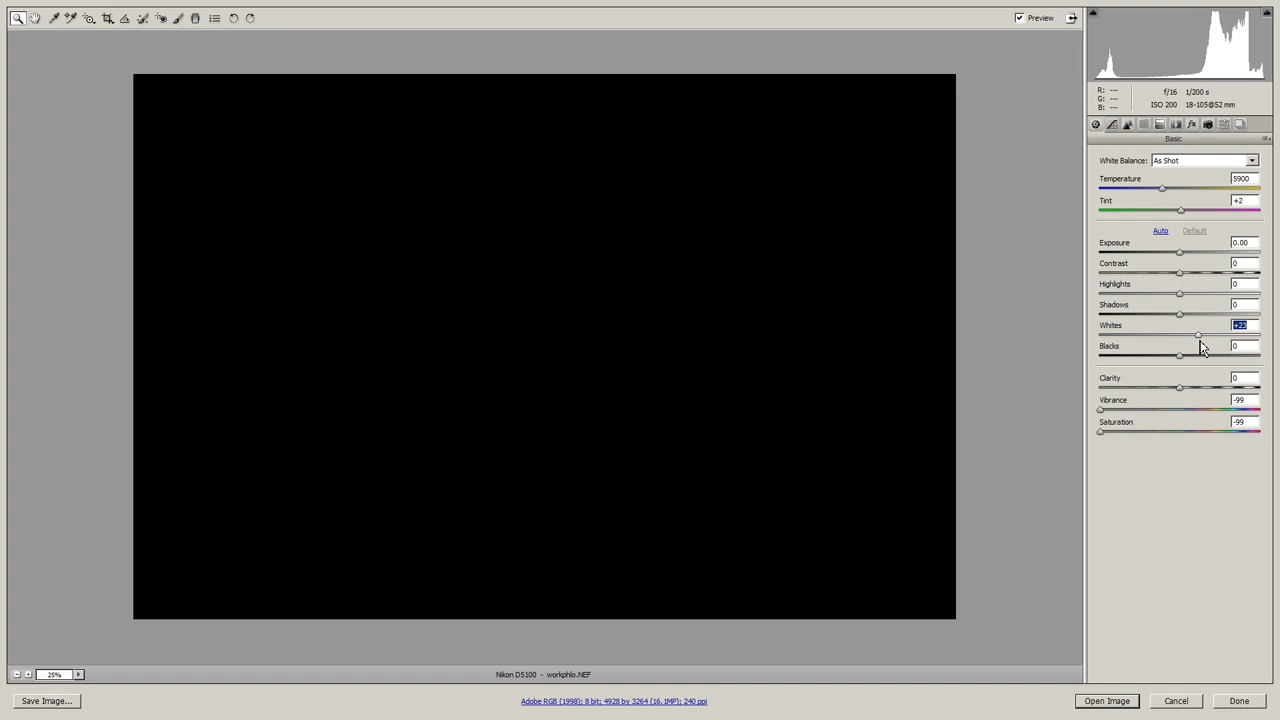 Preview
R: ---
G: ---
B: ---
f/16 1/200 s
ISO 200 18-105@52 mm
fx
Basic
White Balance: As Shot
Temperature 5900
Tint +2
Auto Default
Exposure 0.00
Contrast 0
Highlights 0
Shadows 0
Whites +23
Blacks 0
Clarity 0
Vibrance -99
Saturation -99
25%
Nikon D5100 - workphlo.NEF
Save Image...
Adobe RGB (1998); 8 bit; 4928 by 3264 (16.1MP); 240 ppi
Open Image
Cancel
Done